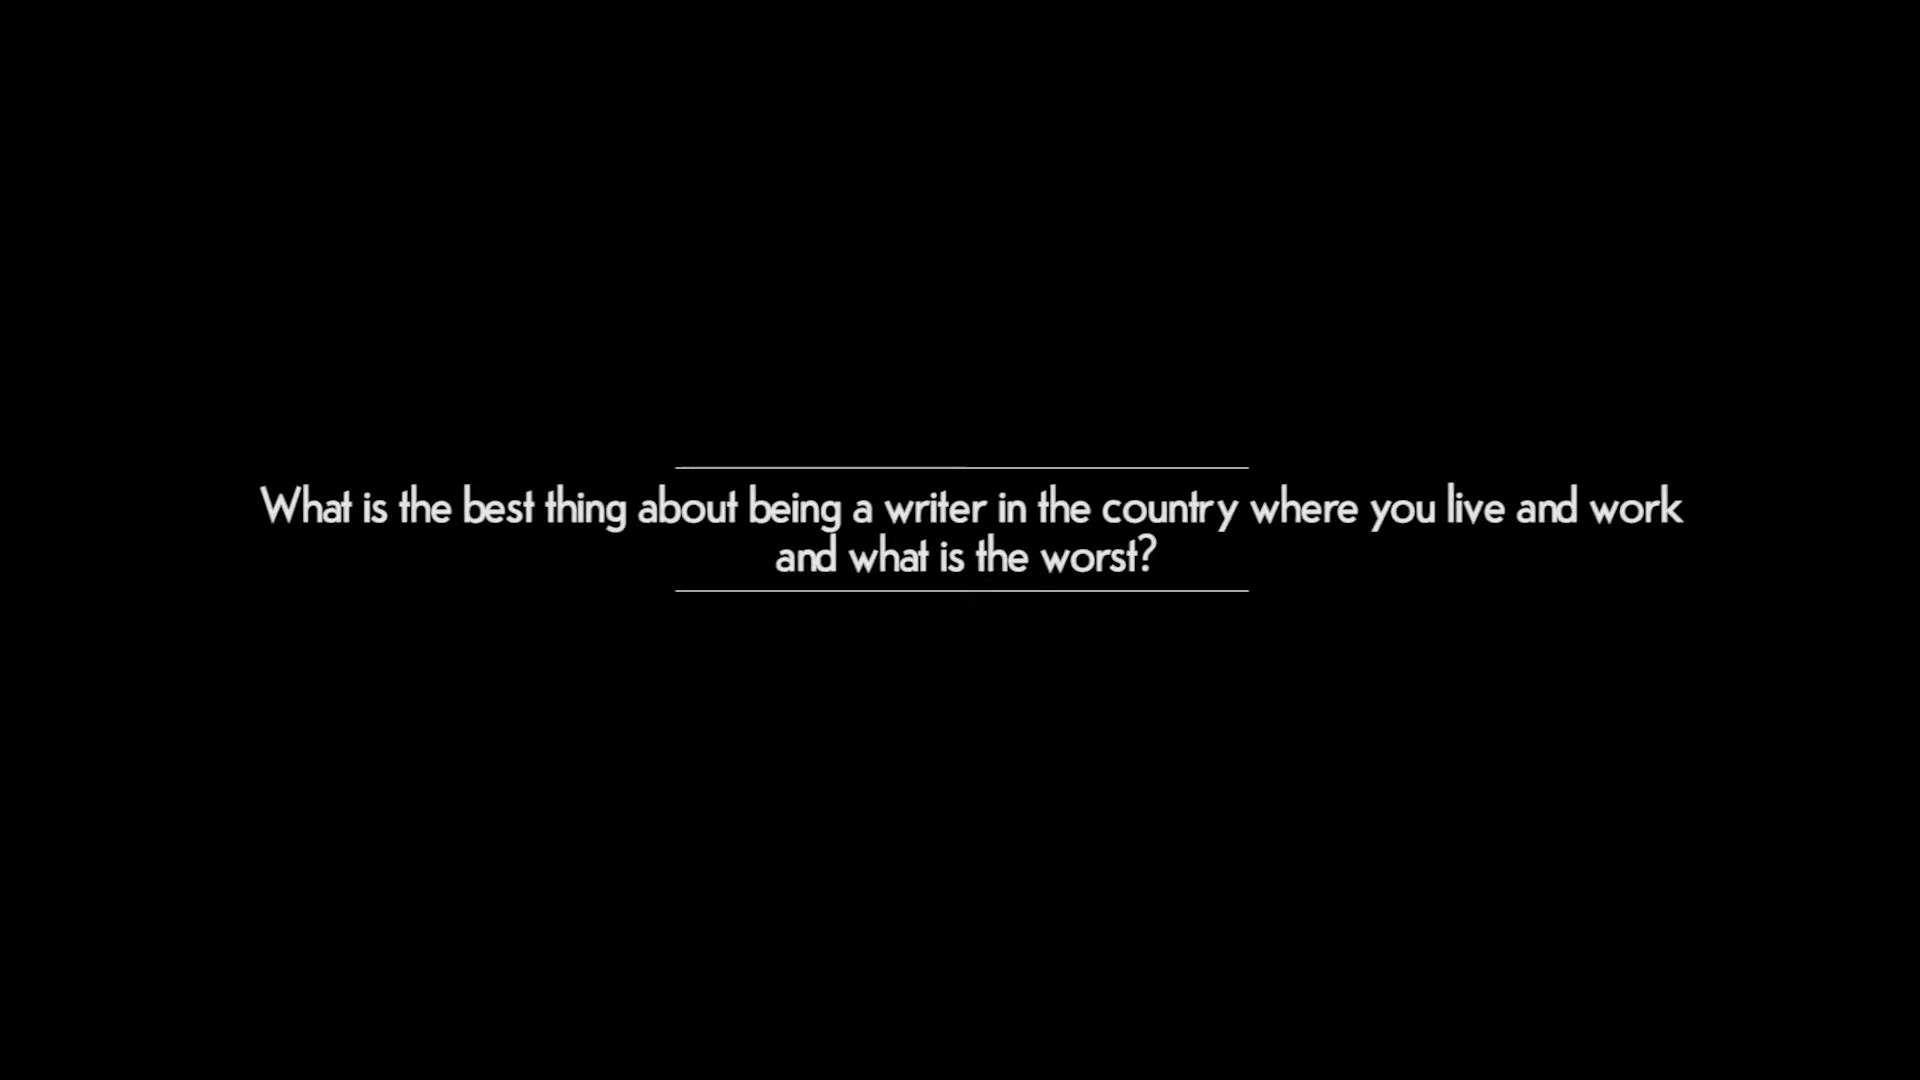 What is the best thing about being a writer in the country where you live and work
and what is the worst?